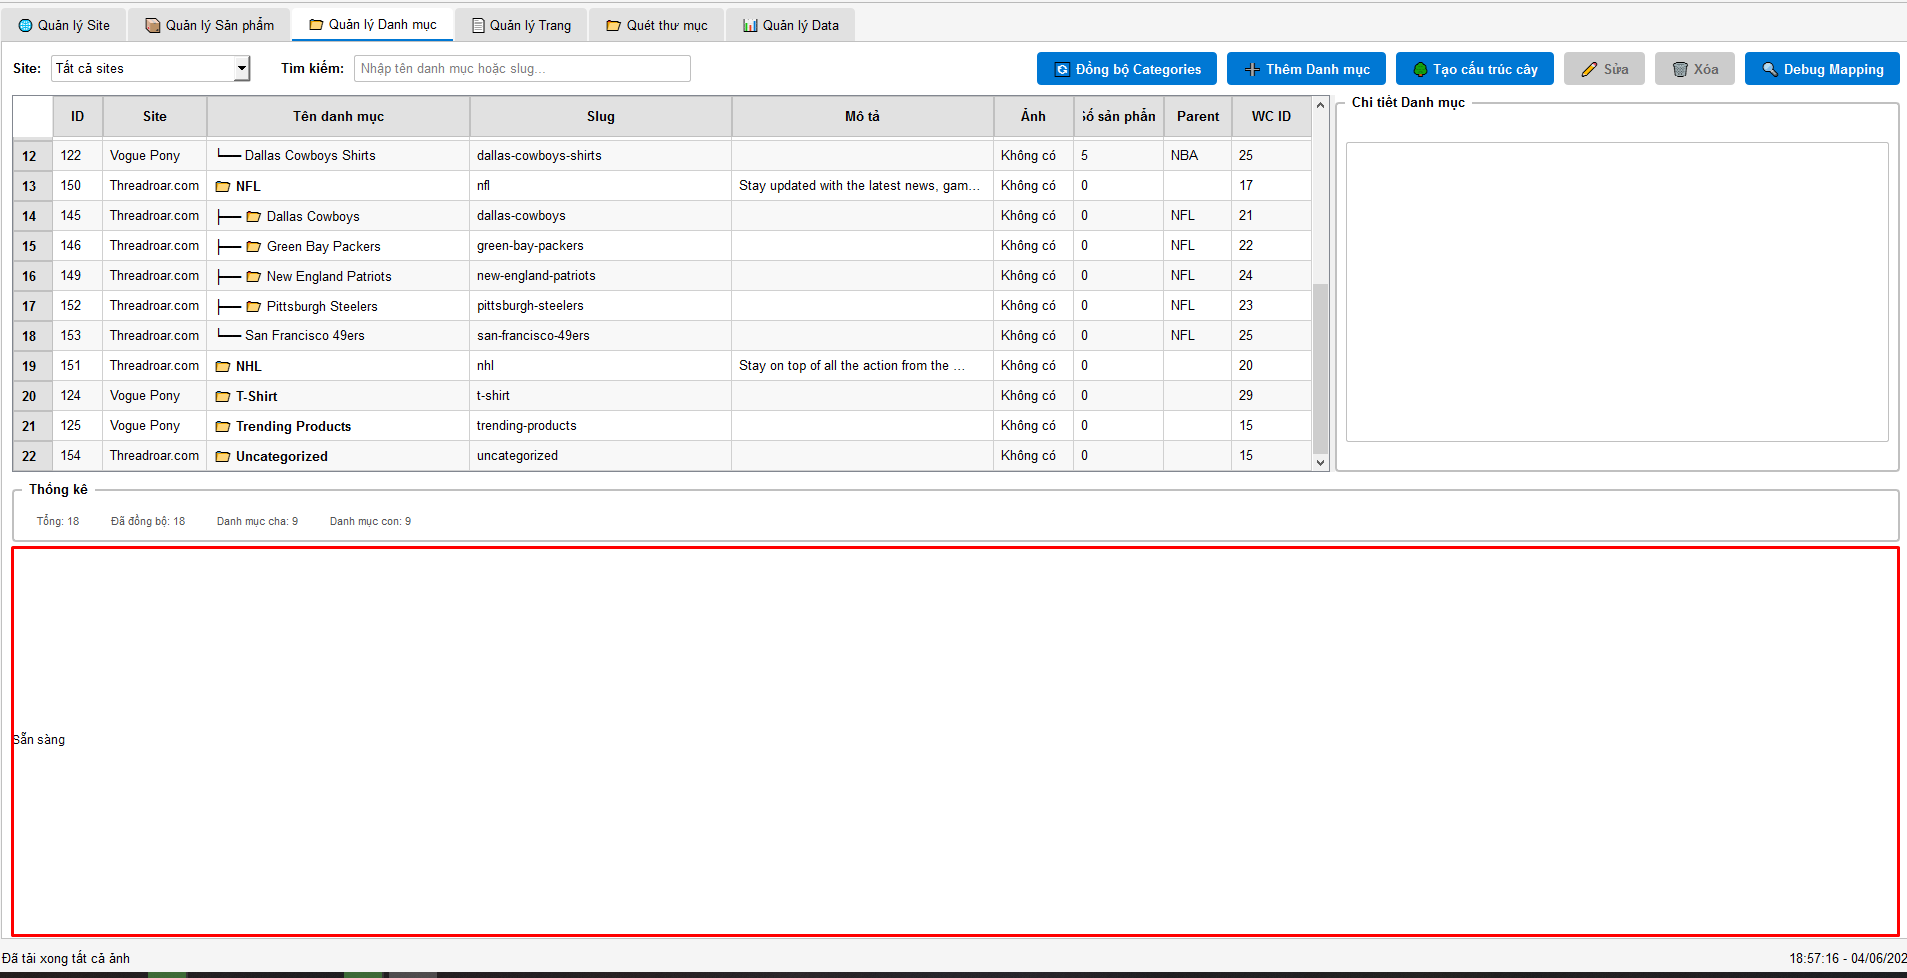 Quản lý Site Quản lý Sản phẩm Quản lý Danh mục Quản lý Trang Quét thư mục Quản lý Data
Site: Tất cả sites Tìm kiếm: Nhập tên danh mục hoặc slug... Đồng bộ Categories Thêm Danh mục Tạo cấu trúc cây Sửa Xóa Debug Mapping
ID Site Tên danh mục Slug Mô tả Ảnh Số sản phẩn Parent WC ID
12 122 Vogue Pony Dallas Cowboys Shirts dallas-cowboys-shirts Không có 5 NBA 25
13 150 Threadroar.com NFL nfl Stay updated with the latest news, gam... Không có 0 17
14 145 Threadroar.com Dallas Cowboys dallas-cowboys Không có 0 NFL 21
15 146 Threadroar.com Green Bay Packers green-bay-packers Không có 0 NFL 22
16 149 Threadroar.com New England Patriots new-england-patriots Không có 0 NFL 24
17 152 Threadroar.com Pittsburgh Steelers pittsburgh-steelers Không có 0 NFL 23
18 153 Threadroar.com San Francisco 49ers san-francisco-49ers Không có 0 NFL 25
19 151 Threadroar.com NHL nhl Stay on top of all the action from the ... Không có 0 20
20 124 Vogue Pony T-Shirt t-shirt Không có 0 29
21 125 Vogue Pony Trending Products trending-products Không có 0 15
22 154 Threadroar.com Uncategorized uncategorized Không có 0 15
Chi tiết Danh mục
Thống kê
Tổng: 18 Đã đồng bộ: 18 Danh mục cha: 9 Danh mục con: 9
Sẵn sàng
Đã tải xong tất cả ảnh 18:57:16 - 04/06/202